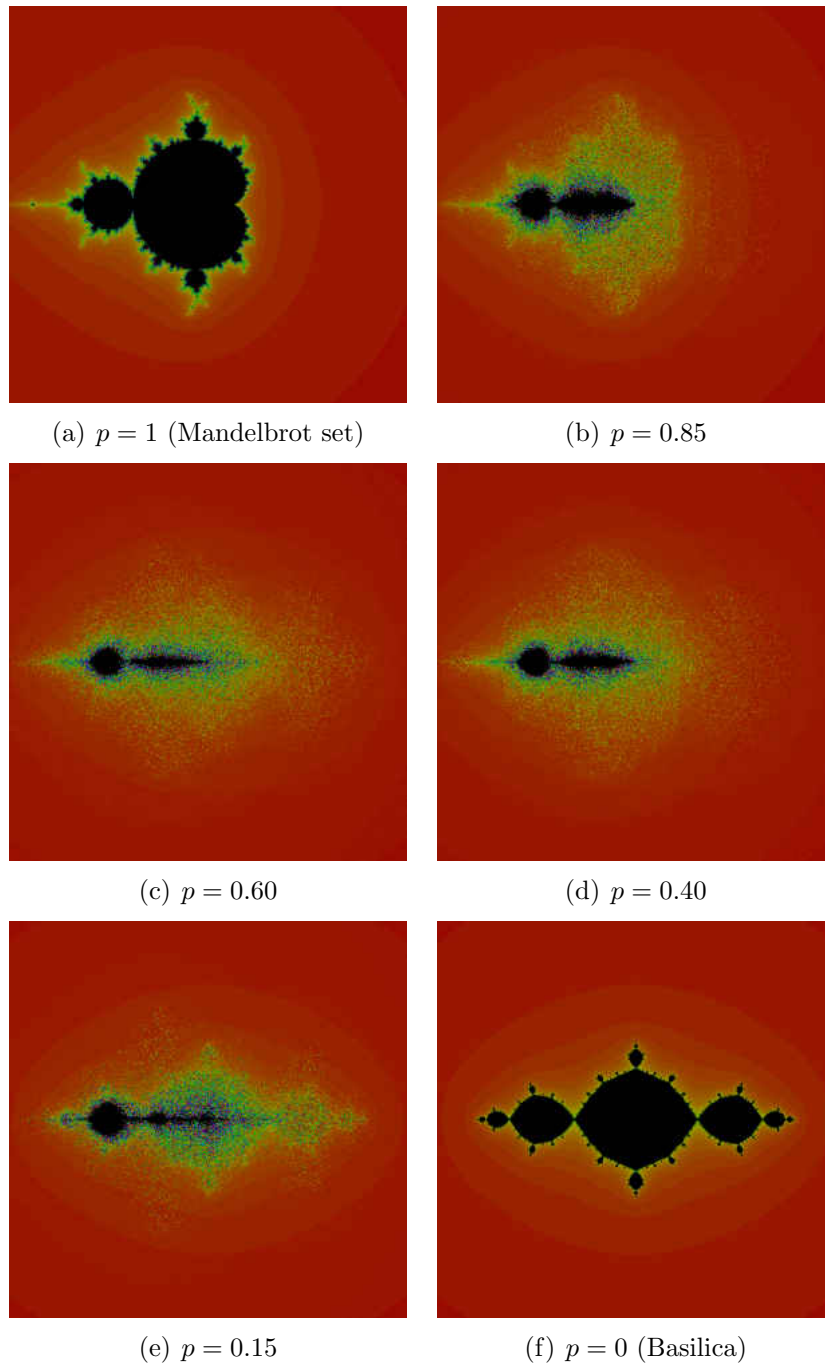 (a) p = 1 (Mandelbrot set)
(b) p = 0.85
(c) p = 0.60
(d) p = 0.40
(e) p = 0.15
(f) p = 0 (Basilica)